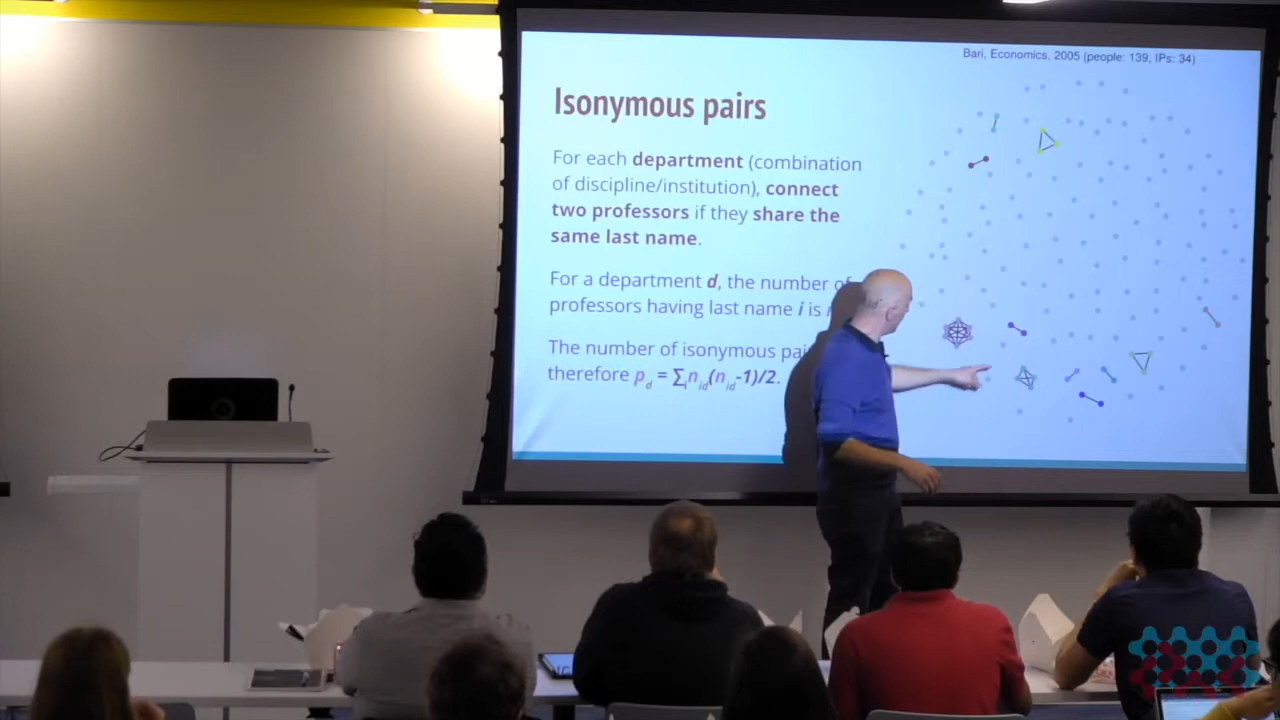 Bari, Economics, 2005 (people: 139, IPs: 34)
Isonymous pairs
For each department (combination
of discipline/institution), connect
two professors if they share the
same last name.
For a department d, the number of
professors having last name i is
The number of isonymous
therefore p_d = ∑_i n_id(n_id-1)/2.